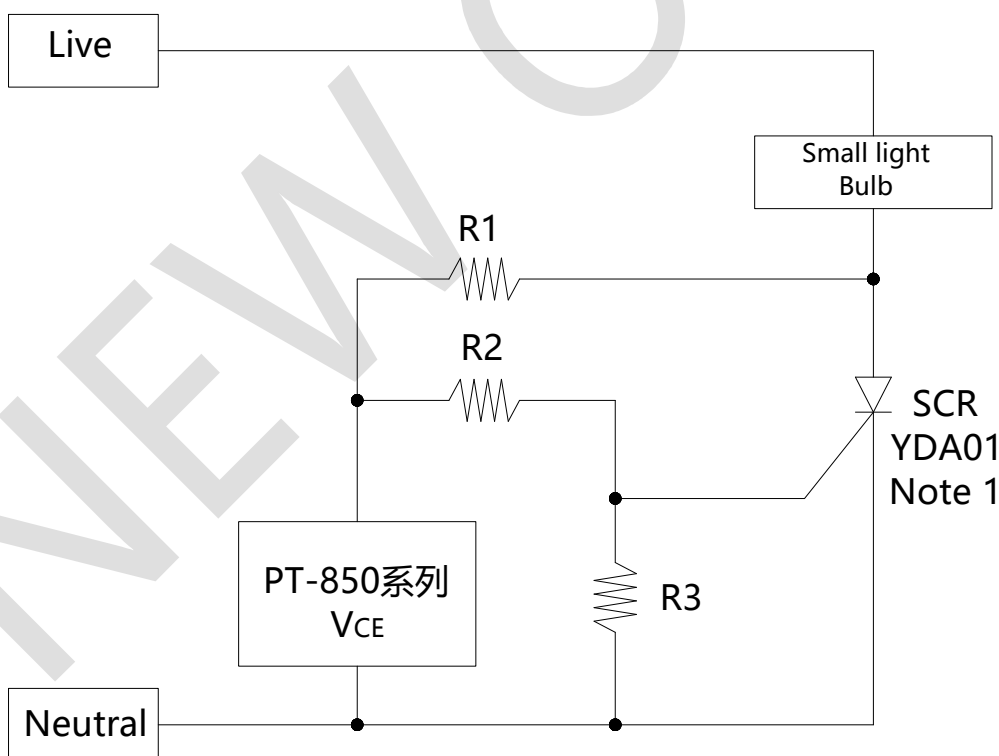 Live
Small light
Bulb
R1
R2
SCR
YDA01
Note 1
PT-850系列
VCE
R3
Neutral
NEW O